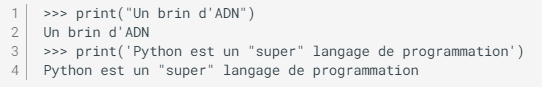 1 >>> print("Un brin d'ADN")
2 Un brin d'ADN
3 >>> print('Python est un "super" langage de programmation')
4 Python est un "super" langage de programmation